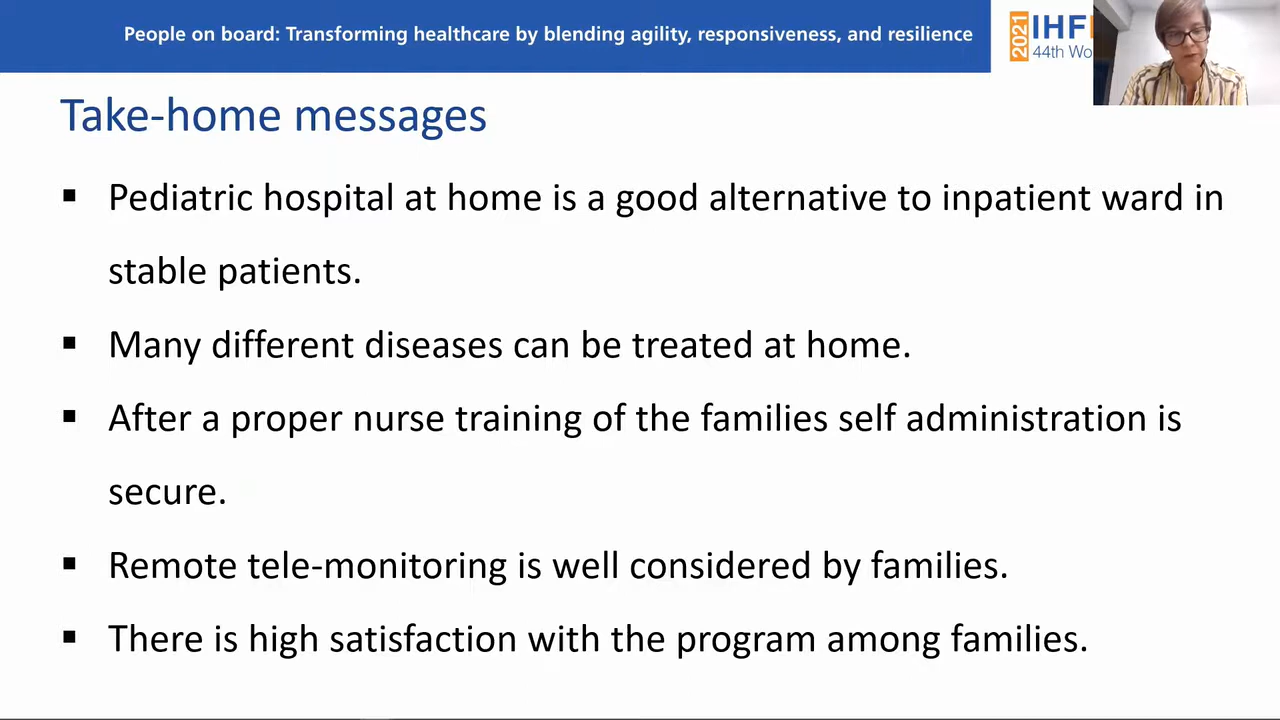 People on board: Transforming healthcare by blending agility, responsiveness, and resilience
2021
IHF
44th
Take-home messages
▪ Pediatric hospital at home is a good alternative to inpatient ward in
stable patients.
▪ Many different diseases can be treated at home.
▪ After a proper nurse training of the families self administration is
secure.
▪ Remote tele-monitoring is well considered by families.
▪ There is high satisfaction with the program among families.